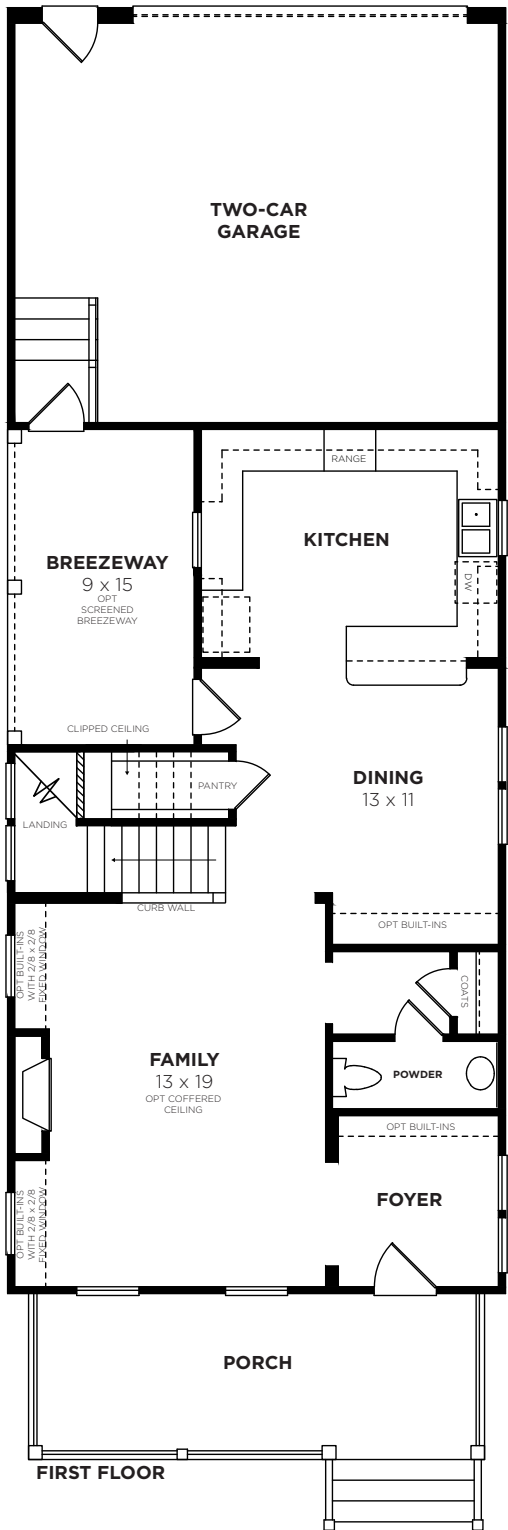 TWO-CAR
GARAGE
RANGE
KITCHEN
BREEZEWAY
9 x 15
OPT
SCREENED
BREEZEWAY
DW
CLIPPED CEILING
PANTRY
DINING
13 x 11
LANDING
CURB WALL
OPT BUILT-INS
OPT BUILT-INS
WITH 2/8 x 2/8
FIXED WINDOW
COATS
FAMILY
13 x 19
OPT COFFERED
CEILING
POWDER
OPT BUILT-INS
OPT BUILT-INS
WITH 2/8 x 2/8
FIXED WINDOW
FOYER
PORCH
FIRST FLOOR